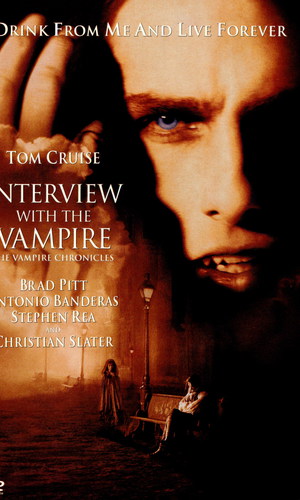 DRINK FROM ME AND LIVE FOREVER
TOM CRUISE
INTERVIEW
WITH THE
VAMPIRE
HE VAMPIRE CHRONICLES
BRAD PITT
ANTONIO BANDERAS
STEPHEN REA
AND
CHRISTIAN SLATER